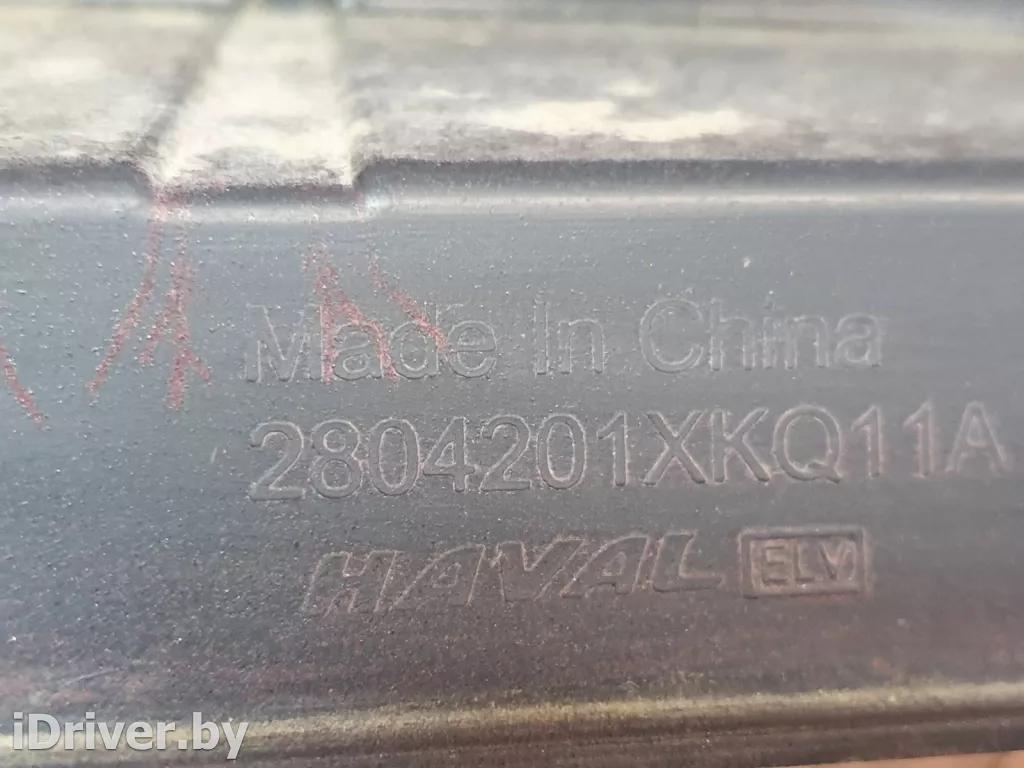 Made In China
2804201XKQ11A
HAVAL ELV
iDriver.by